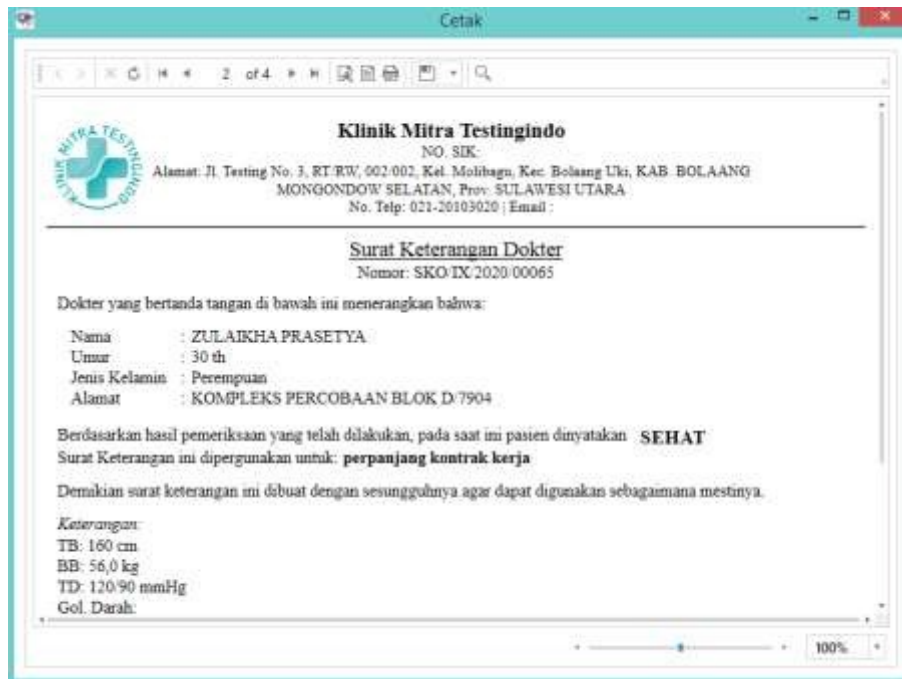 Cetak
2 of 4
KLINIK MITRA TESTINGINDO
Klinik Mitra Testingindo
NO. SIK:
Alamat: Jl. Testing No. 3, RT/RW, 002/002, Kel. Molibagu, Kec. Bolaang Uki, KAB. BOLAANG
MONGONDOW SELATAN, Prov. SULAWESI UTARA
No. Telp: 021-20103020 | Email :
Surat Keterangan Dokter
Nomor: SKO/IX/2020/00065
Dokter yang bertanda tangan di bawah ini menerangkan bahwa:
Nama : ZULAIKHA PRASETYA
Umur : 30 th
Jenis Kelamin : Perempuan
Alamat : KOMPLEKS PERCOBAAN BLOK D/7904
Berdasarkan hasil pemeriksaan yang telah dilakukan, pada saat ini pasien dinyatakan SEHAT
Surat Keterangan ini dipergunakan untuk: perpanjang kontrak kerja
Demikian surat keterangan ini dibuat dengan sesungguhnya agar dapat digunakan sebagaimana mestinya.
Keterangan:
TB: 160 cm
BB: 56,0 kg
TD: 120/90 mmHg
Gol. Darah:
100%